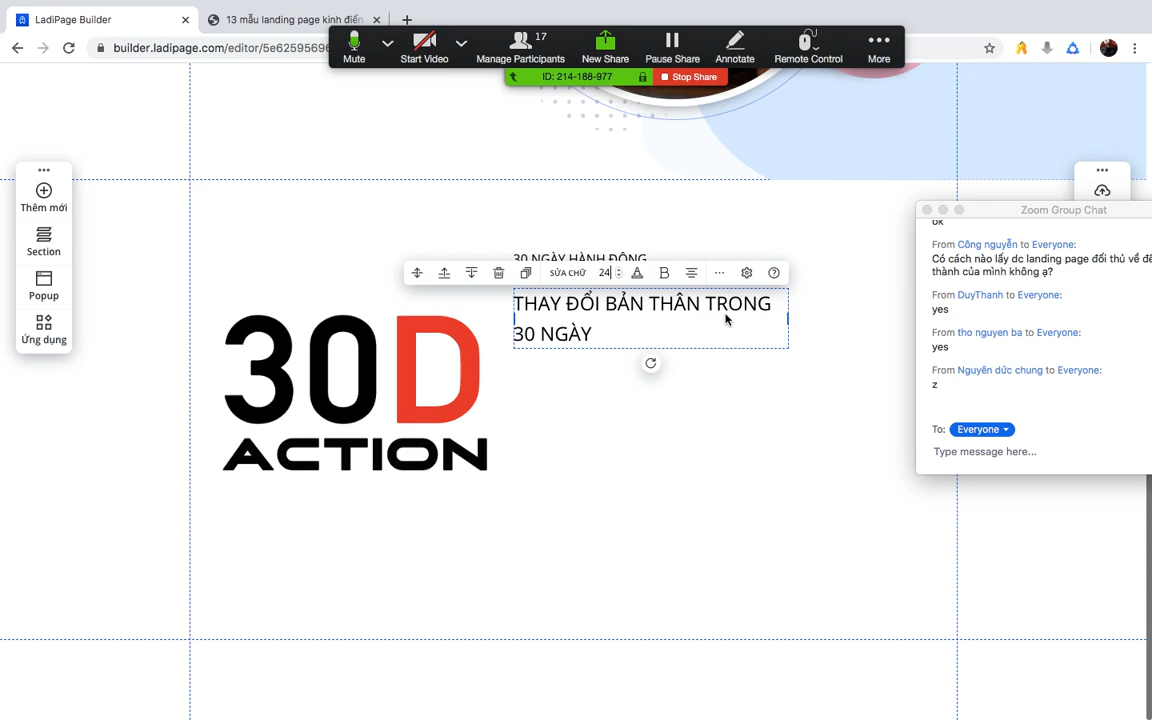 LadiPage Builder
13 mẫu landing page kinh điển
builder.ladipage.com/editor/5e62595696
Mute
Start Video
17
Manage Participants
New Share
Pause Share
Annotate
Remote Control
More
ID: 214-188-977
Stop Share
Thêm mới
Section
Popup
Ứng dụng
30 NGÀY HÀNH ĐỘNG
SỬA CHỮ
24
B
THAY ĐỔI BẢN THÂN TRONG
30 NGÀY
30D
ACTION
Zoom Group Chat
ok
From Công nguyễn to Everyone:
Có cách nào lấy dc landing page đối thủ về để
thành của mình không ạ?
From DuyThanh to Everyone:
yes
From tho nguyen ba to Everyone:
yes
From Nguyên dức chung to Everyone:
z
To: Everyone
Type message here...